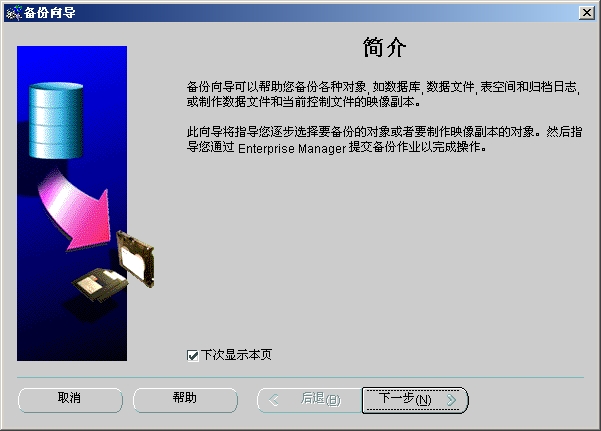 备份向导
简介
备份向导可以帮助您备份各种对象, 如数据库, 数据文件, 表空间和归档日志,
或制作数据文件和当前控制文件的映像副本。
此向导将指导您逐步选择要备份的对象或者要制作映像副本的对象。然后指
导您通过 Enterprise Manager 提交备份作业以完成操作。
下次显示本页
取消 帮助 后退(B) 下一步(N)